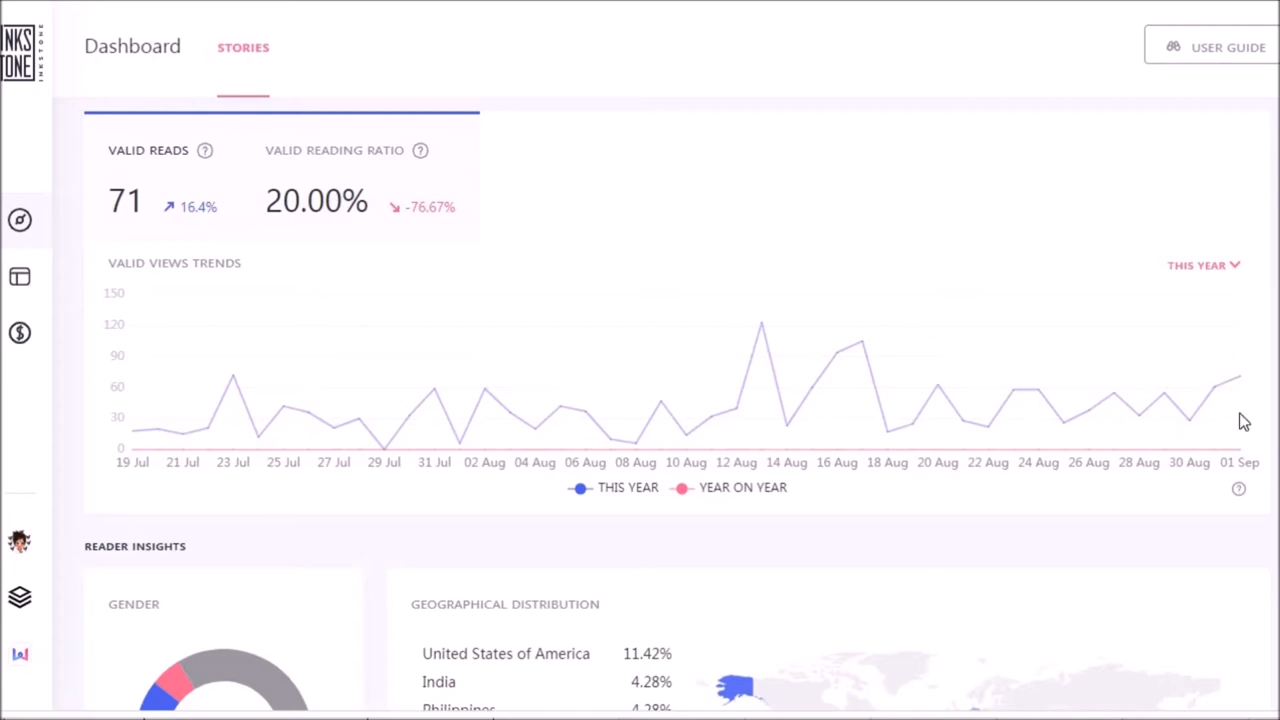 NKS
TONE
INKSTONE
Dashboard
STORIES
USER GUIDE
VALID READS ?
VALID READING RATIO ?
71
16.4%
20.00%
-76.67%
VALID VIEWS TRENDS
THIS YEAR
150
120
90
60
30
0
19 Jul 21 Jul 23 Jul 25 Jul 27 Jul 29 Jul 31 Jul 02 Aug 04 Aug 06 Aug 08 Aug 10 Aug 12 Aug 14 Aug 16 Aug 18 Aug 20 Aug 22 Aug 24 Aug 26 Aug 28 Aug 30 Aug 01 Sep
THIS YEAR YEAR ON YEAR ?
READER INSIGHTS
GENDER
GEOGRAPHICAL DISTRIBUTION
United States of America 11.42%
India 4.28%
Philippines 4.28%